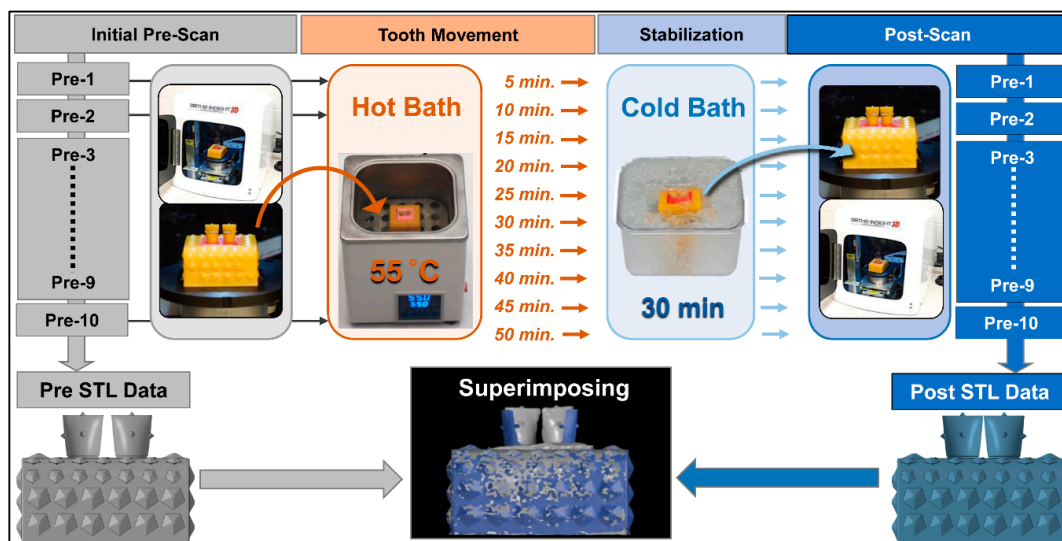 Initial Pre-Scan
Tooth Movement
Stabilization
Post-Scan
Pre-1
Pre-2
Pre-3
Pre-9
Pre-10
Hot Bath
55 °C
550
550
5 min.
10 min.
15 min.
20 min.
25 min.
30 min.
35 min.
40 min.
45 min.
50 min.
Cold Bath
30 min
Pre-1
Pre-2
Pre-3
Pre-9
Pre-10
Pre STL Data
Superimposing
Post STL Data